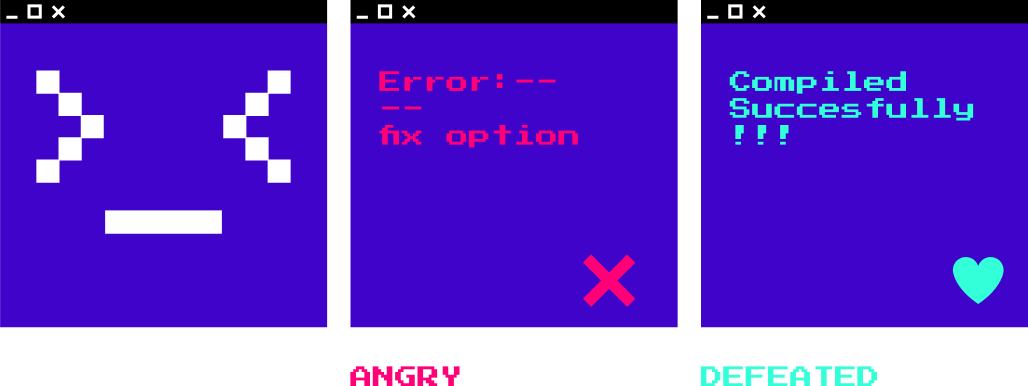 Error:--
--
fix option
Compiled
Succesfully
!!!
ANGRY
DEFEATED